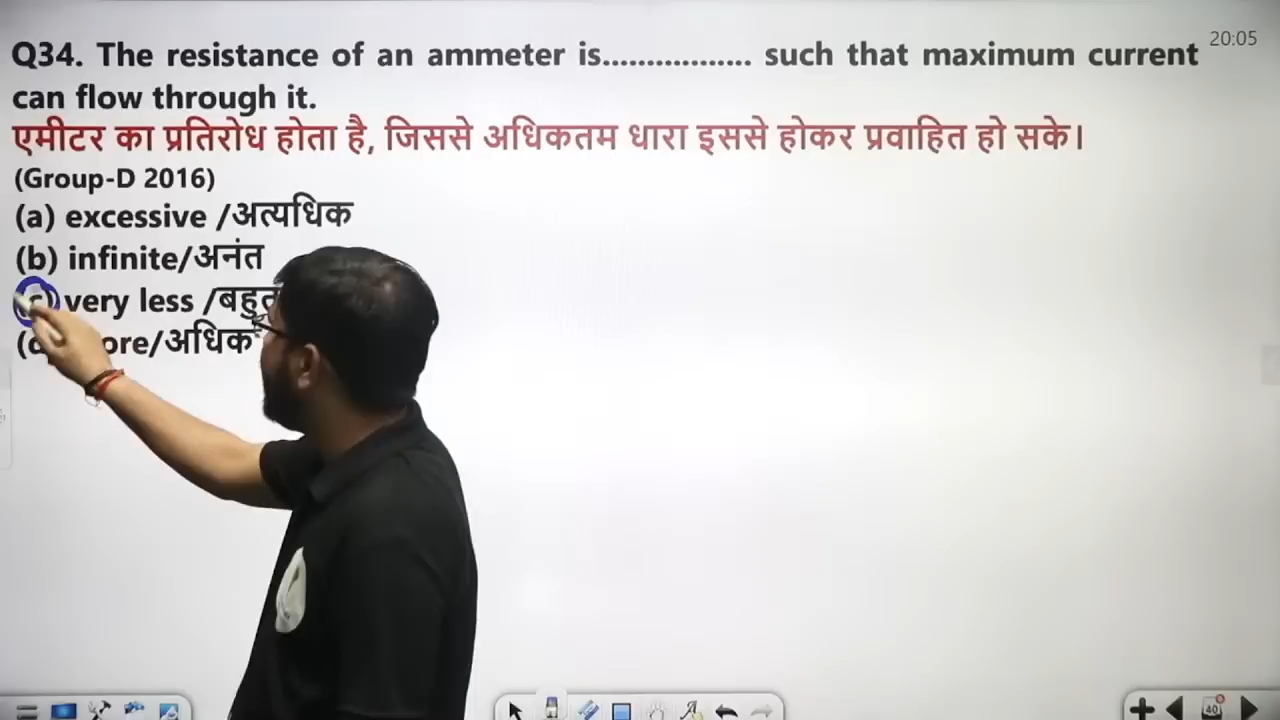 20:05
Q34. The resistance of an ammeter is................. such that maximum current
can flow through it.
एमीटर का प्रतिरोध होता है, जिससे अधिकतम धारा इससे होकर प्रवाहित हो सके।
(Group-D 2016)
(a) excessive /अत्यधिक
(b) infinite/अनंत
(c) very less /बहुत
ore/अधिक
40